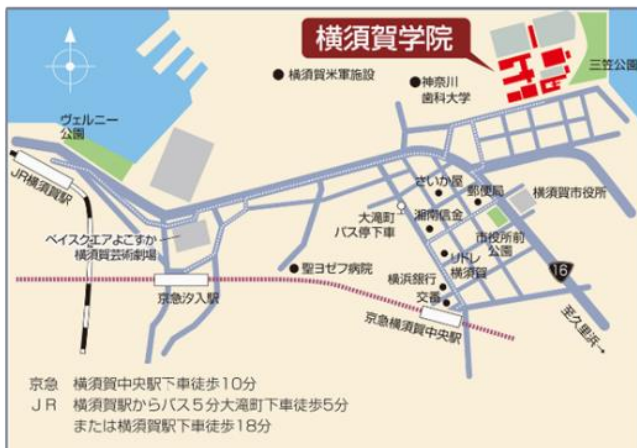 横須賀学院
三笠公園
横須賀米軍施設
神奈川
歯科大学
ヴェルニー
公園
JR横須賀駅
さいか屋
郵便局
横須賀市役所
大滝町
バス停下車
湘南信金
市役所前
公園
ベイスクエアよこすか
横須賀芸術劇場
リドレ
横須賀
16
聖ヨゼフ病院
横浜銀行
交番
京急汐入駅
京急横須賀中央駅
至久里浜→
京急 横須賀中央駅下車徒歩10分
JR 横須賀駅からバス5分大滝町下車徒歩5分
または横須賀駅下車徒歩18分